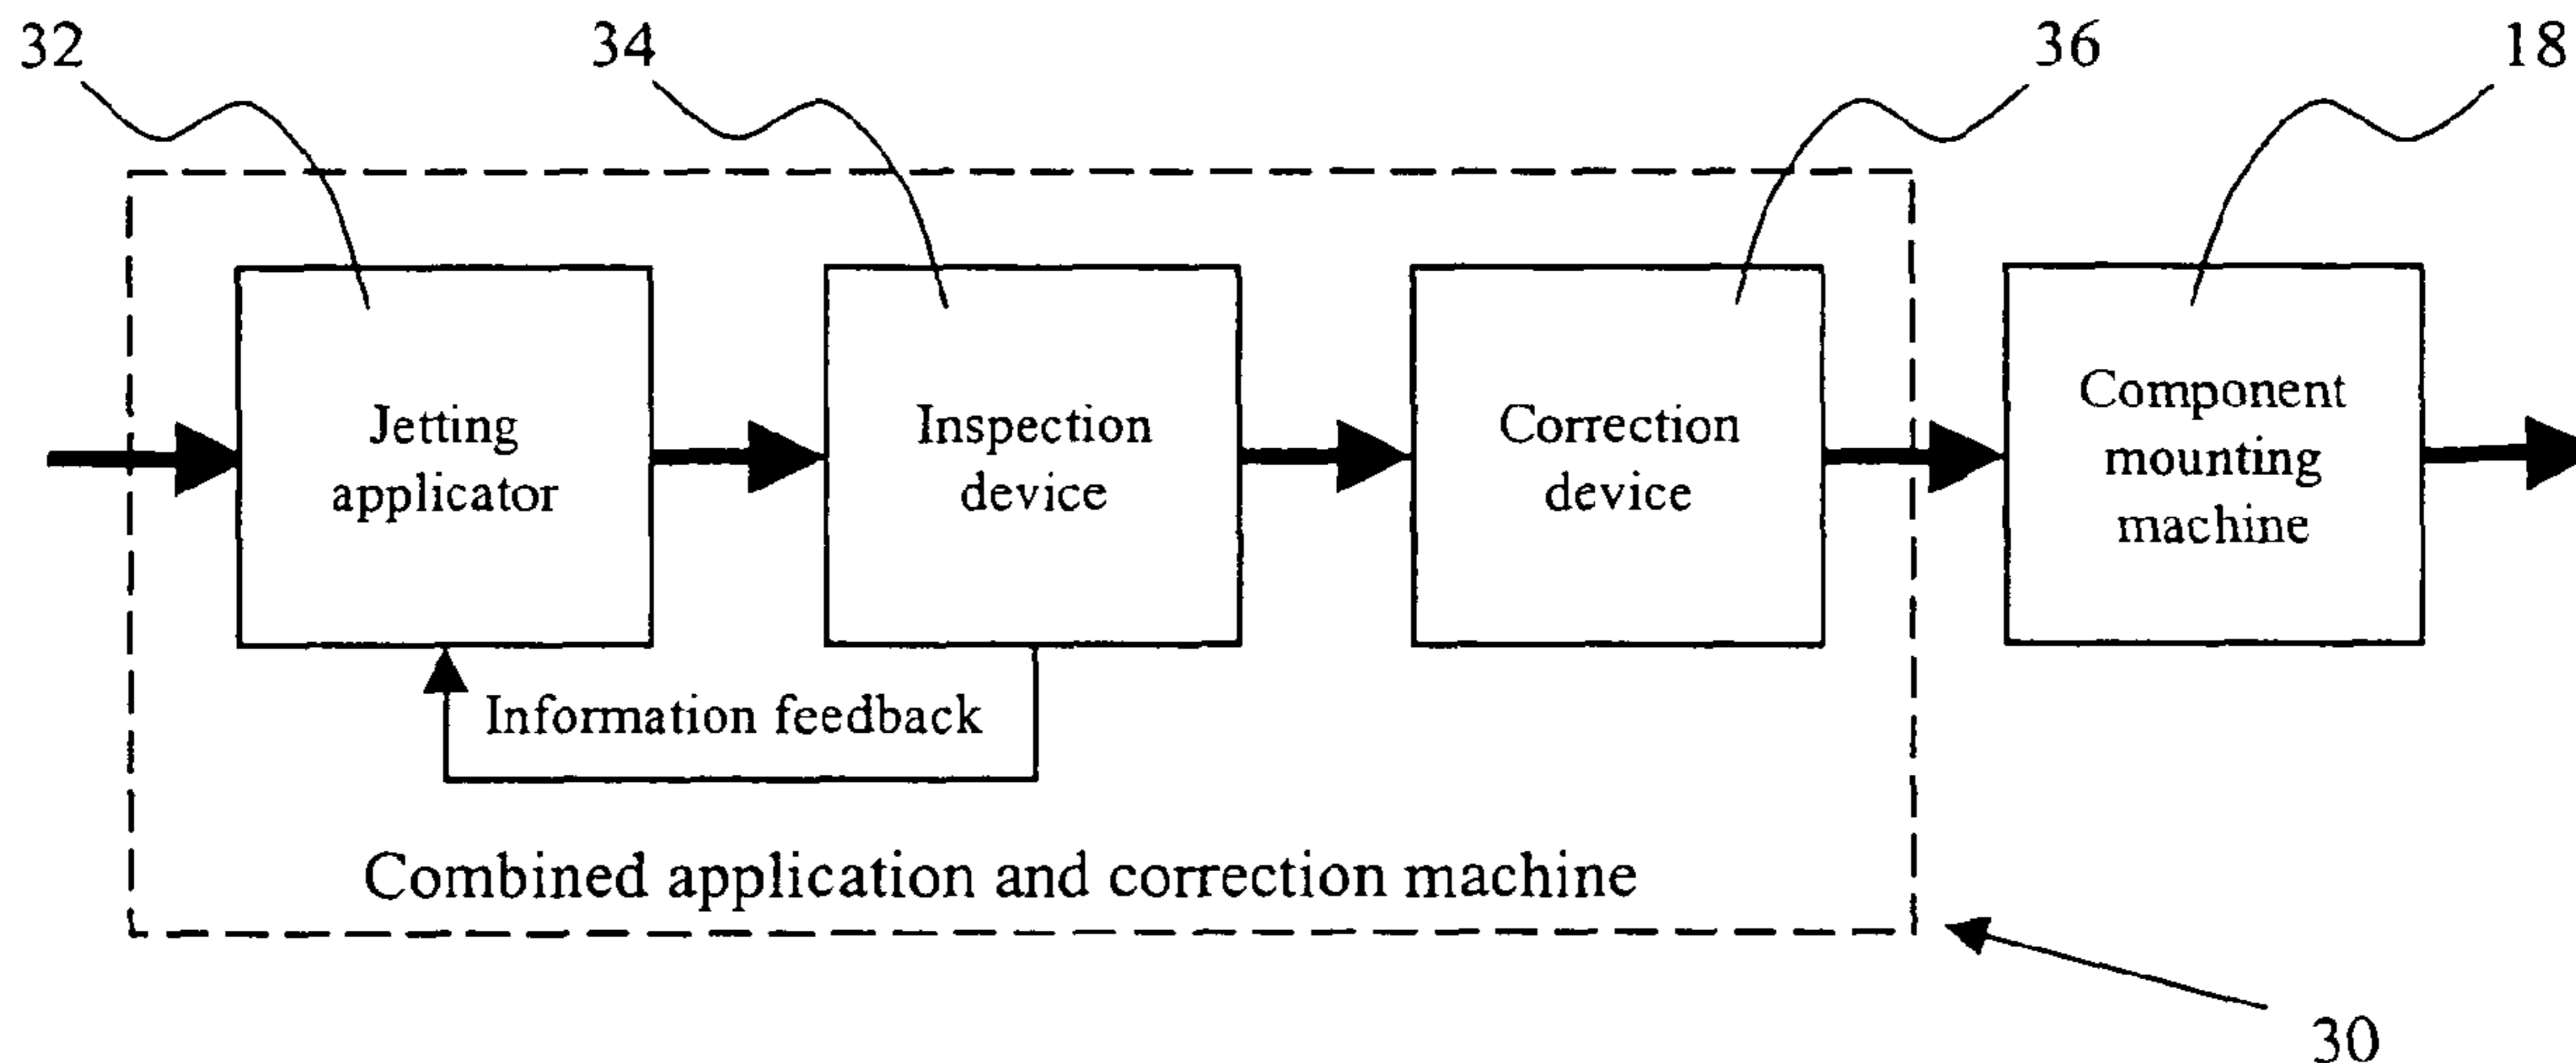 32
34
36
18
Jetting
applicator
Inspection
device
Correction
device
Component
mounting
machine
Information feedback
Combined application and correction machine
30